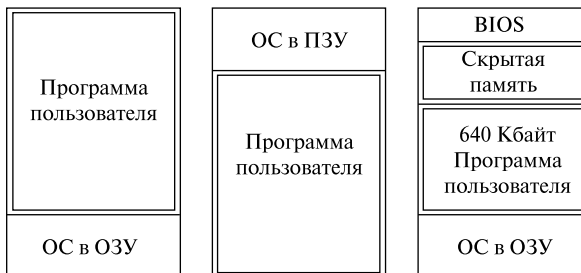 Программа
пользователя
ОС в ОЗУ
ОС в ПЗУ
Программа
пользователя
BIOS
Скрытая
память
640 Кбайт
Программа
пользователя
ОС в ОЗУ